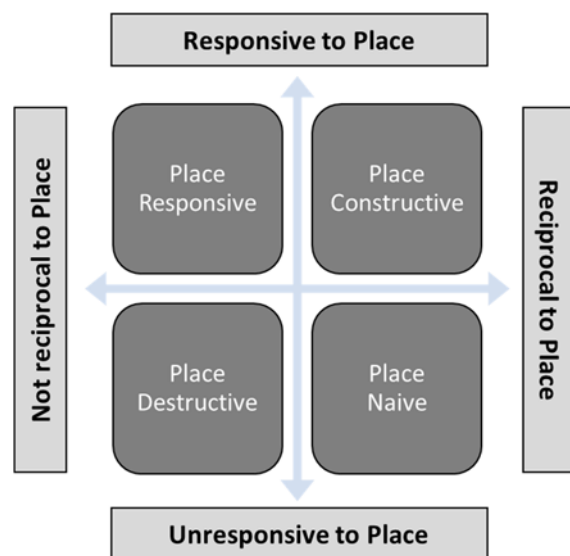 Responsive to Place
Not reciprocal to Place
Place
Responsive
Place
Constructive
Reciprocal to Place
Place
Destructive
Place
Naive
Unresponsive to Place